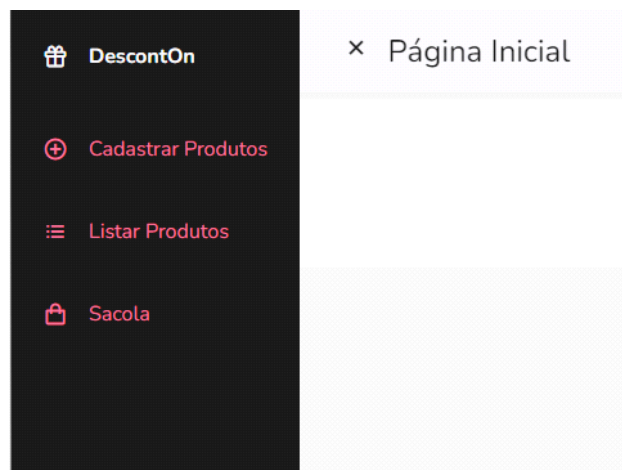 DescontOn
Cadastrar Produtos
Listar Produtos
Sacola
× Página Inicial